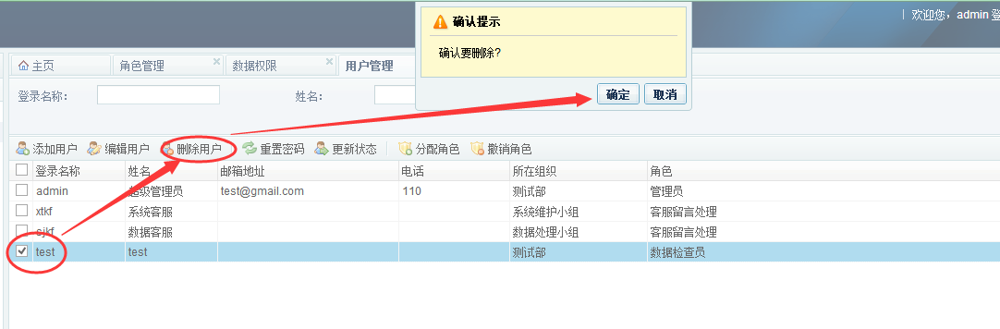 确认提示
欢迎您，admin 登
主页 角色管理 数据权限 用户管理
确认要删除?
登录名称： 姓名：
确定 取消
添加用户 编辑用户 删除用户 重置密码 更新状态 分配角色 撤销角色
登录名称 姓名 邮箱地址 电话 所在组织 角色
admin 超级管理员 test@gmail.com 110 测试部 管理员
xtkf 系统客服 系统维护小组 客服留言处理
sjkf 数据客服 数据处理小组 客服留言处理
test test 测试部 数据检查员